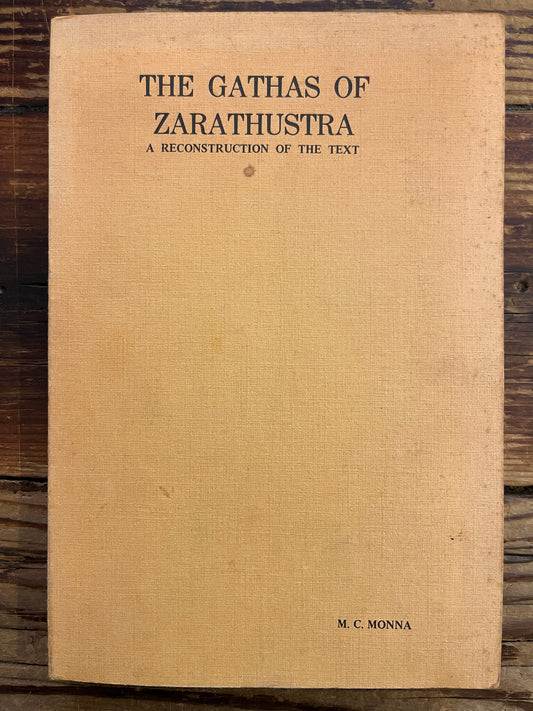 THE GATHAS OF
ZARATHUSTRA
A RECONSTRUCTION OF THE TEXT
M. C. MONNA